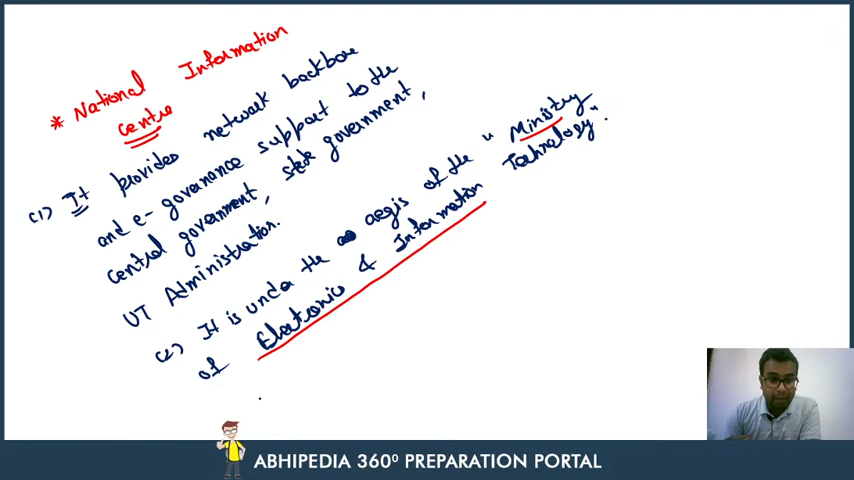 * National Information
centre
(1) It provides network backbone
and e-governance support to the
central government, state government,
UT Administration.
(2) It is under the aegis of the "Ministry
of Electronics & Information Technology".
ABHIPEDIA 360⁰ PREPARATION PORTAL